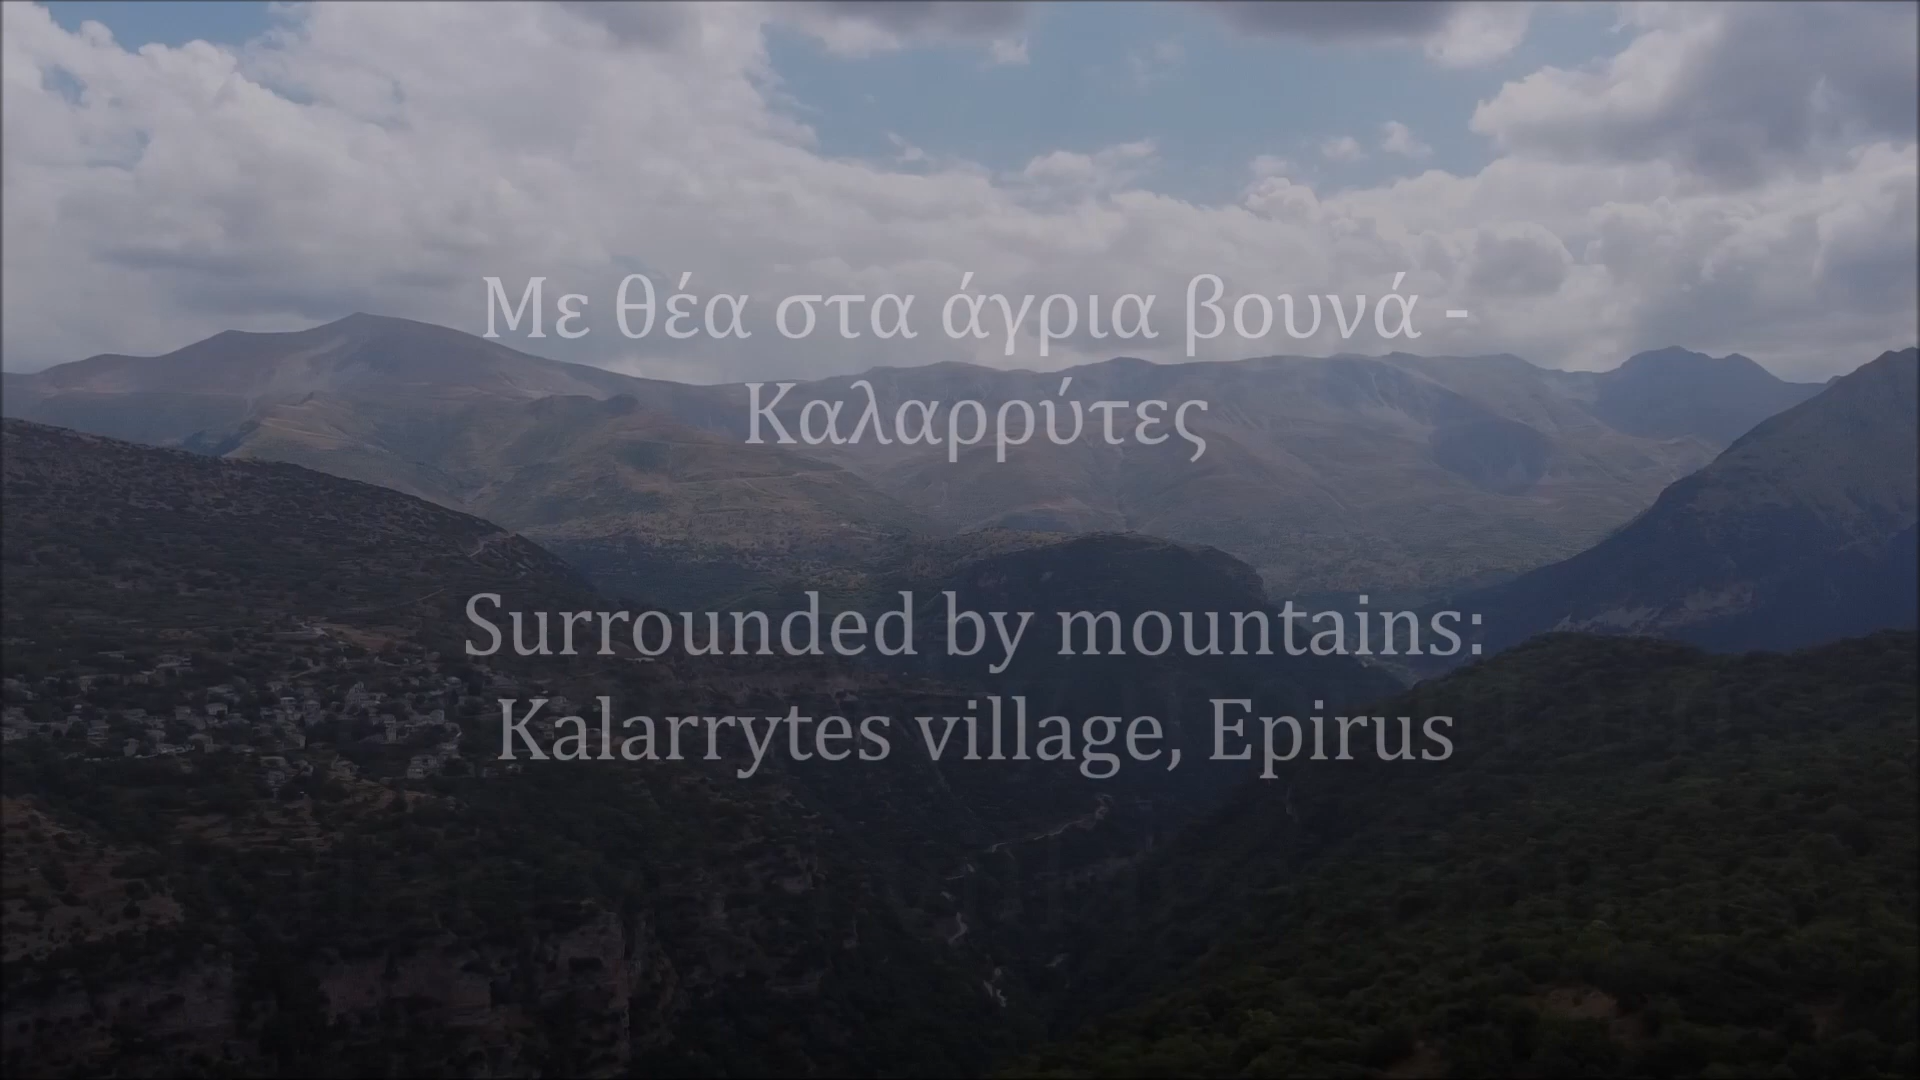 Με θέα στα άγρια βουνά -
Καλαρρύτες
Surrounded by mountains:
Kalarrytes village, Epirus